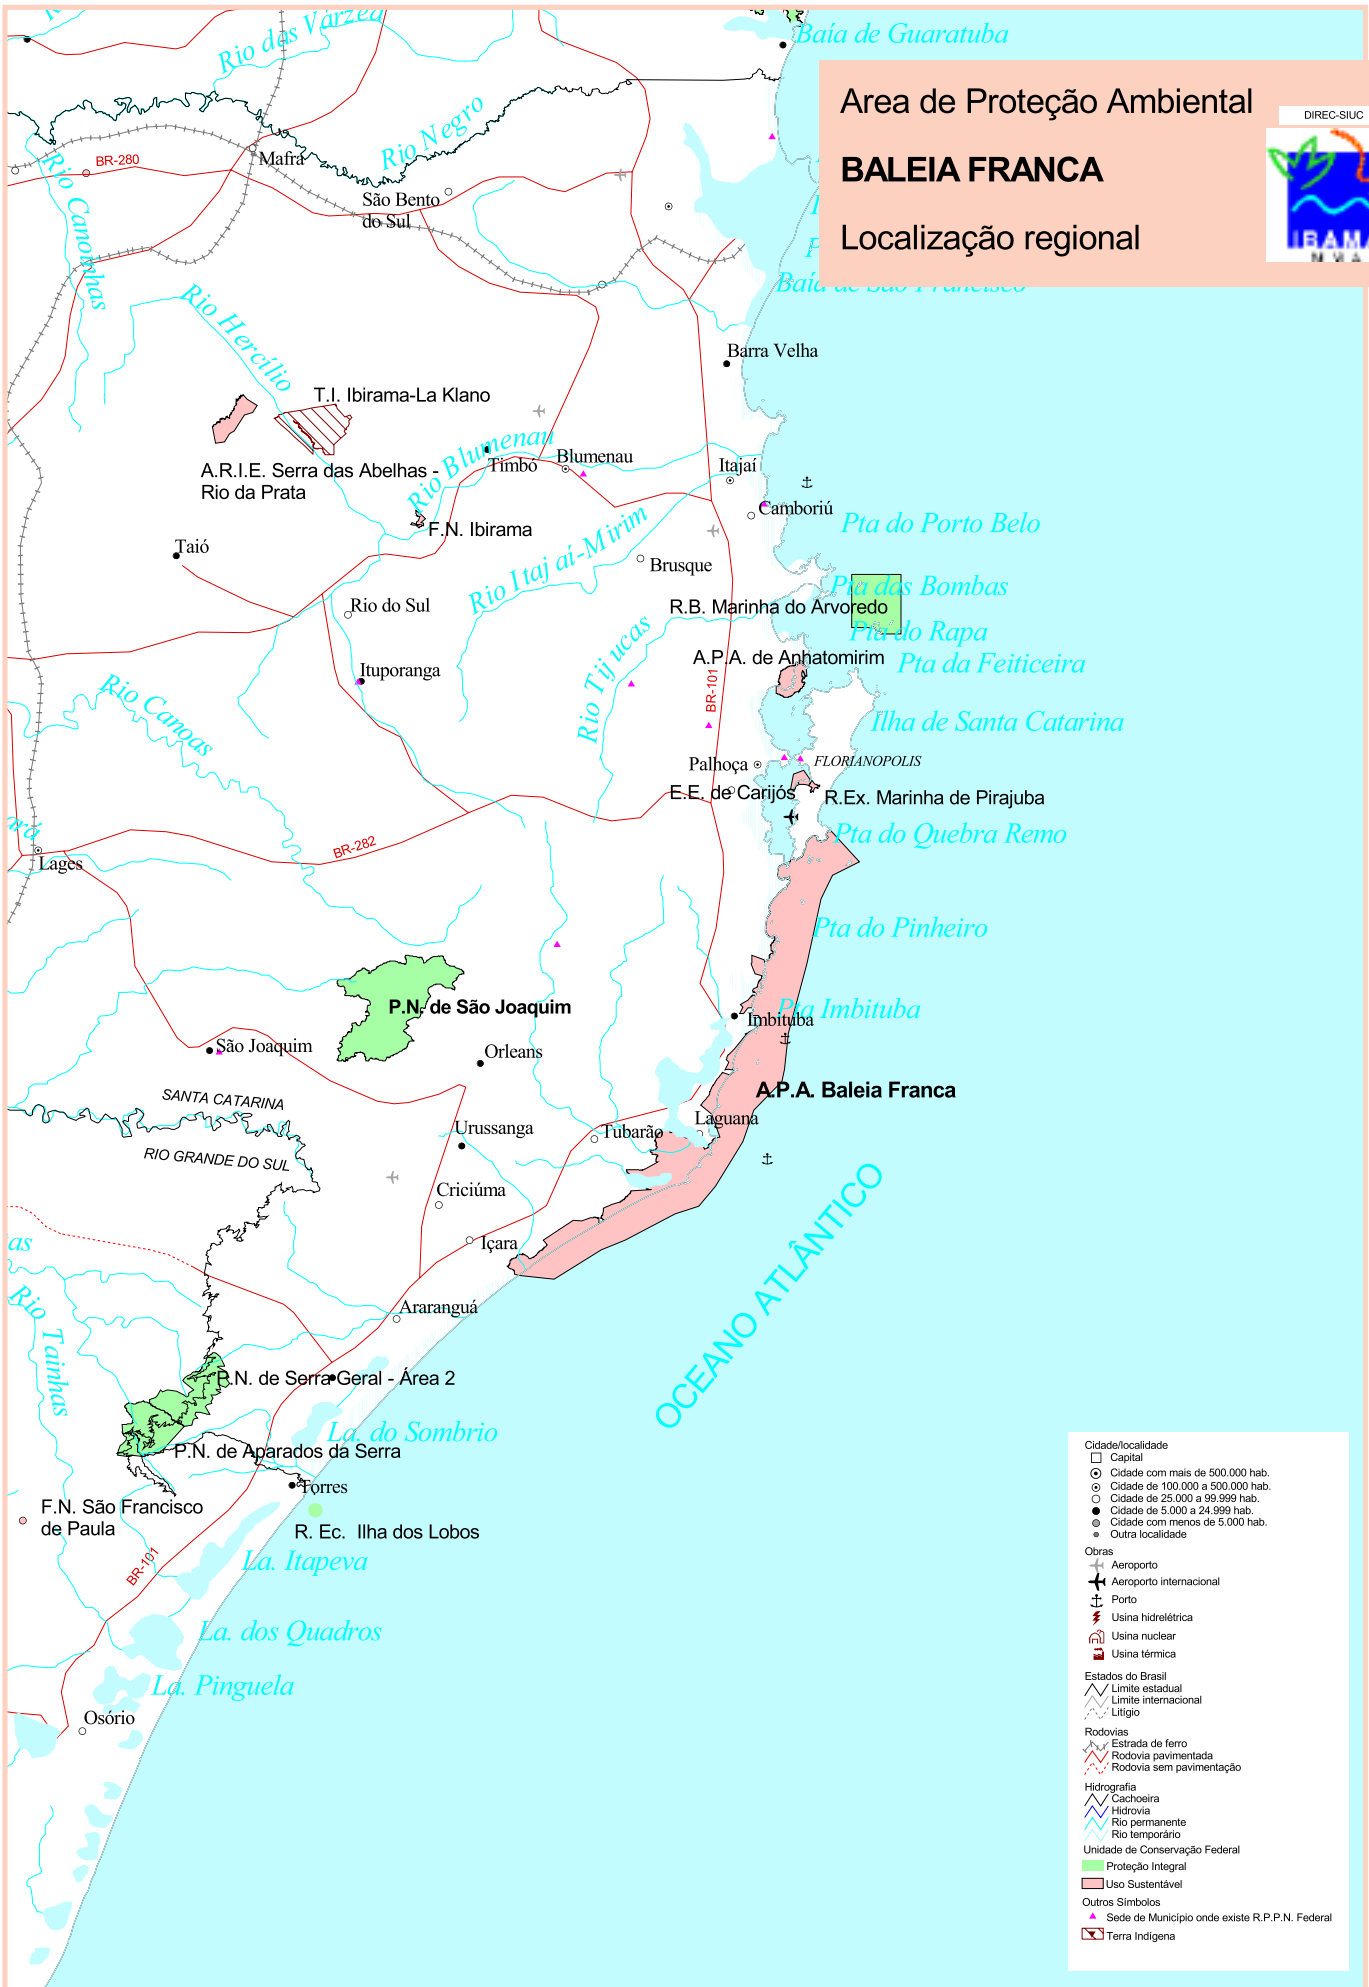 Area de Proteção Ambiental
BALEIA FRANCA
Localização regional
DIREC-SIUC
IBAMA
M M A
Rio das Várzea
Baía de Guaratuba
Rio Negro
BR-280
Mafra
São Bento
do Sul
Rio Canoinhas
Baía de São Francisco
Rio Hercílio
Barra Velha
T.I. Ibirama-La Klano
A.R.I.E. Serra das Abelhas -
Rio da Prata
Rio Blumenau
Timbó
Blumenau
Itajaí
Camboriú
Pta do Porto Belo
F.N. Ibirama
Taió
Rio Itajaí-Mirim
Brusque
Pta das Bombas
Rio do Sul
R.B. Marinha do Arvoredo
Pta do Rapa
Rio Tijucas
A.P.A. de Anhatomirim
Pta da Feiticeira
Ituporanga
BR-101
Rio Canoas
Ilha de Santa Catarina
Palhoça
FLORIANOPOLIS
E.E. de Carijós
R.Ex. Marinha de Pirajuba
Pta do Quebra Remo
ará
BR-282
Lages
Pta do Pinheiro
P.N. de São Joaquim
Pta Imbituba
Imbituba
São Joaquim
Orleans
A.P.A. Baleia Franca
SANTA CATARINA
Laguana
Urussanga
Tubarão
RIO GRANDE DO SUL
Criciúma
OCEANO ATLÂNTICO
as
Içara
Rio Tainhas
Araranguá
P.N. de Serra Geral - Área 2
La. do Sombrio
P.N. de Aparados da Serra
Torres
F.N. São Francisco
de Paula
R. Ec. Ilha dos Lobos
La. Itapeva
BR-101
La. dos Quadros
La. Pinguela
Osório
Cidade/localidade
Capital
Cidade com mais de 500.000 hab.
Cidade de 100.000 a 500.000 hab.
Cidade de 25.000 a 99.999 hab.
Cidade de 5.000 a 24.999 hab.
Cidade com menos de 5.000 hab.
Outra localidade
Obras
Aeroporto
Aeroporto internacional
Porto
Usina hidrelétrica
Usina nuclear
Usina térmica
Estados do Brasil
Limite estadual
Limite internacional
Litígio
Rodovias
Estrada de ferro
Rodovia pavimentada
Rodovia sem pavimentação
Hidrografia
Cachoeira
Hidrovia
Rio permanente
Rio temporário
Unidade de Conservação Federal
Proteção Integral
Uso Sustentável
Outros Símbolos
Sede de Município onde existe R.P.P.N. Federal
Terra Indígena